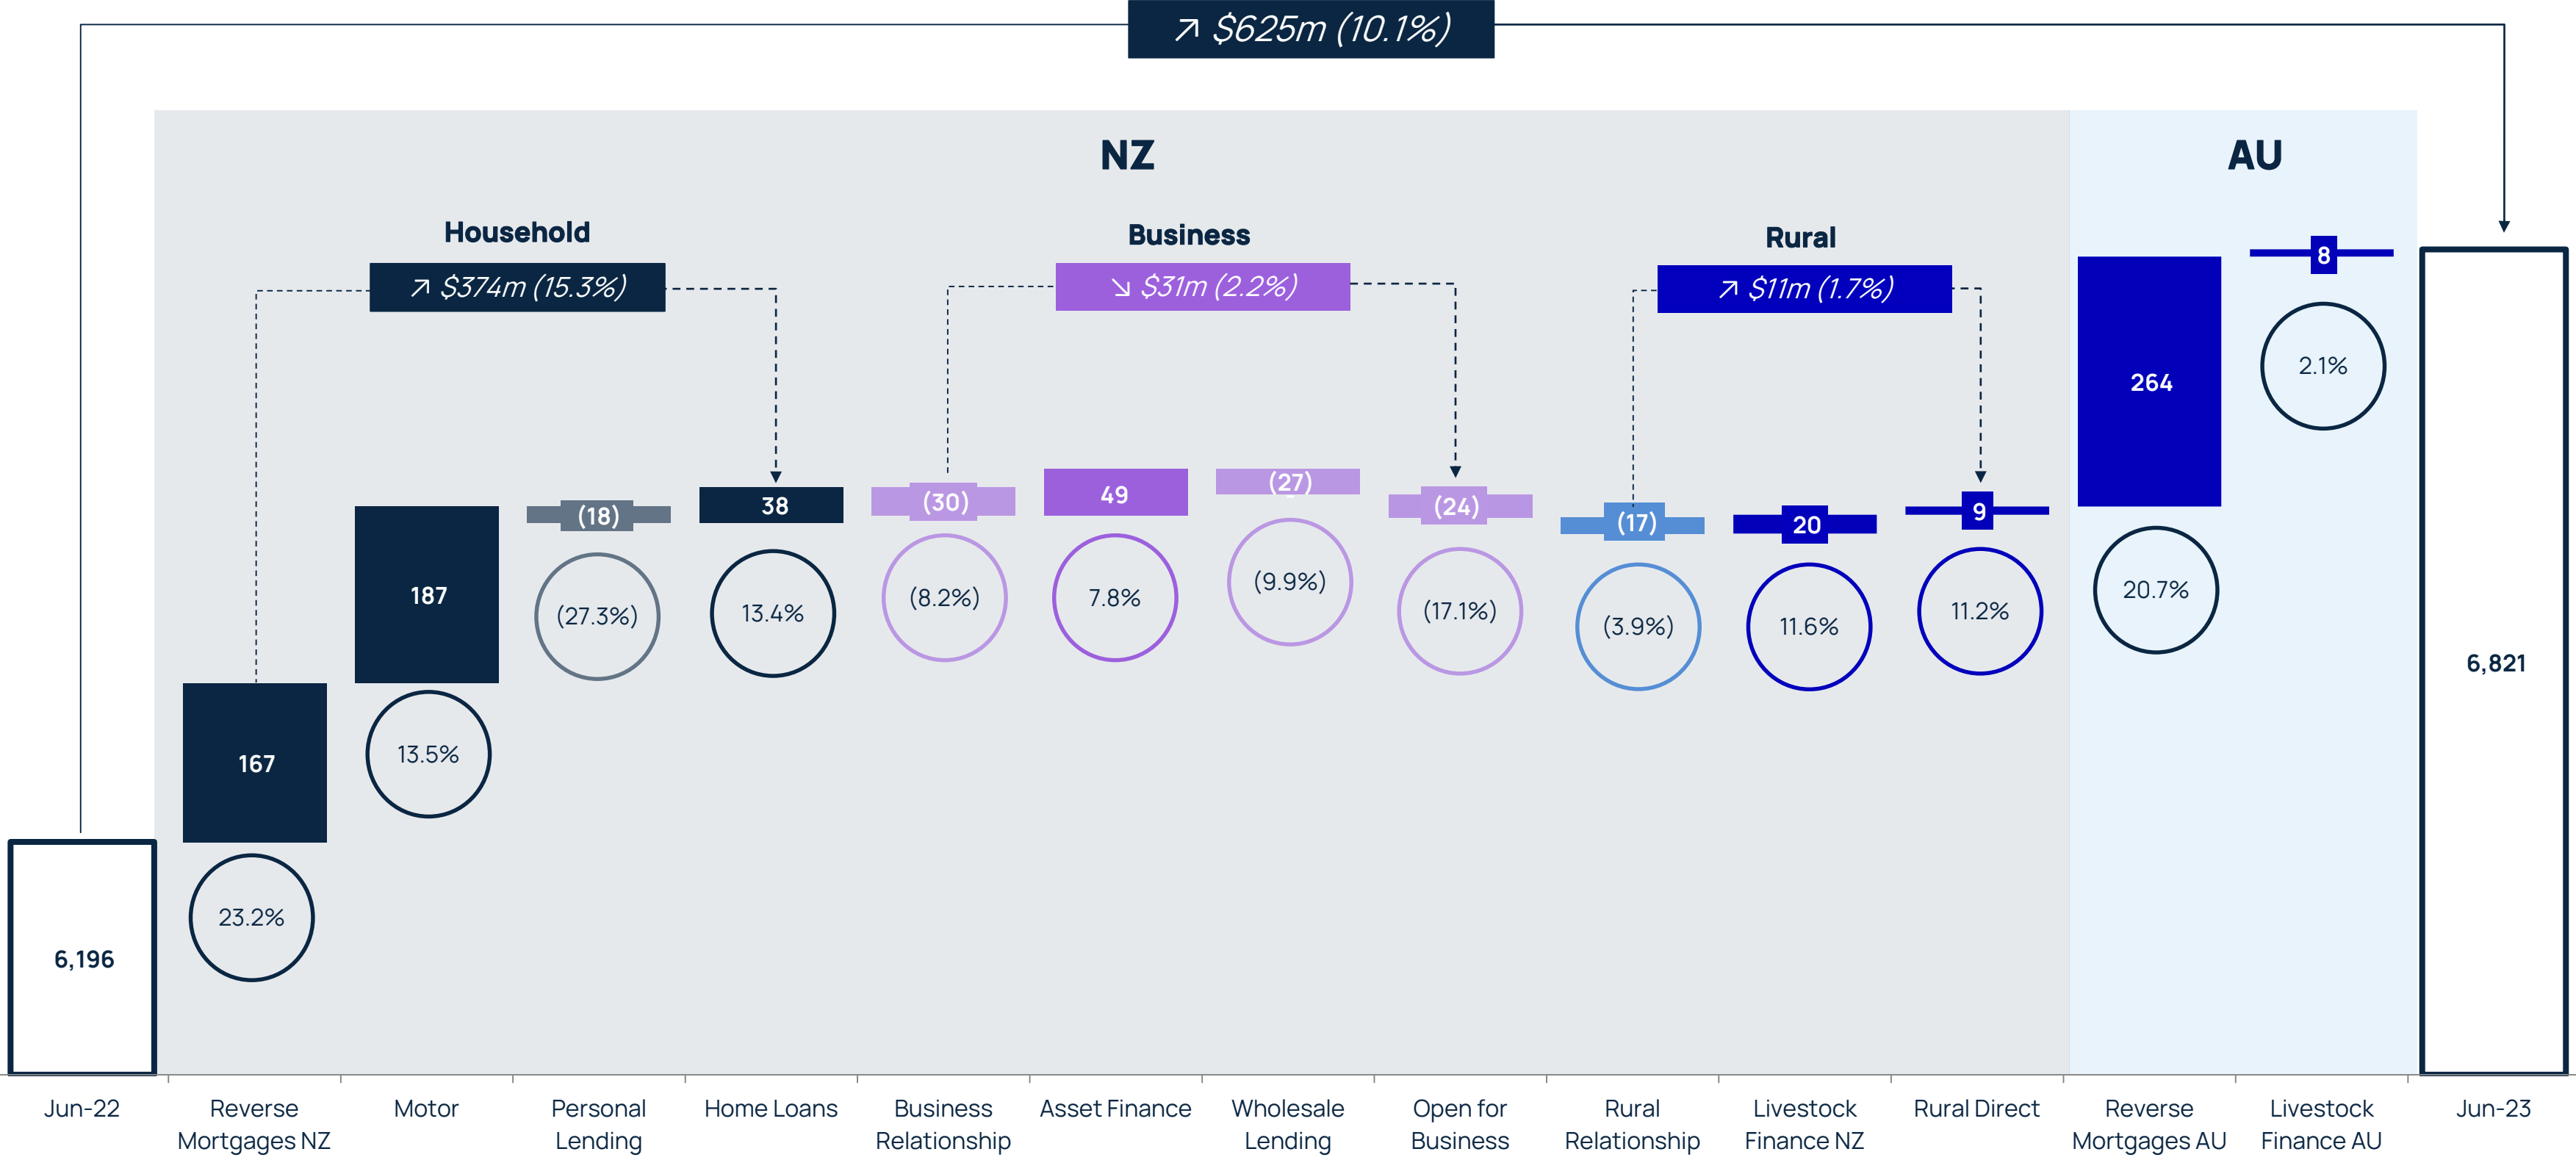 ↗ $625m (10.1%)
NZ
AU
Household
Business
Rural
↗ $374m (15.3%)
↘ $31m (2.2%)
↗ $11m (1.7%)
6,196
167
23.2%
187
13.5%
(18)
(27.3%)
38
13.4%
(30)
(8.2%)
49
7.8%
(27)
(9.9%)
(24)
(17.1%)
(17)
(3.9%)
20
11.6%
9
11.2%
264
20.7%
8
2.1%
6,821
Jun-22
Reverse
Mortgages NZ
Motor
Personal
Lending
Home Loans
Business
Relationship
Asset Finance
Wholesale
Lending
Open for
Business
Rural
Relationship
Livestock
Finance NZ
Rural Direct
Reverse
Mortgages AU
Livestock
Finance AU
Jun-23